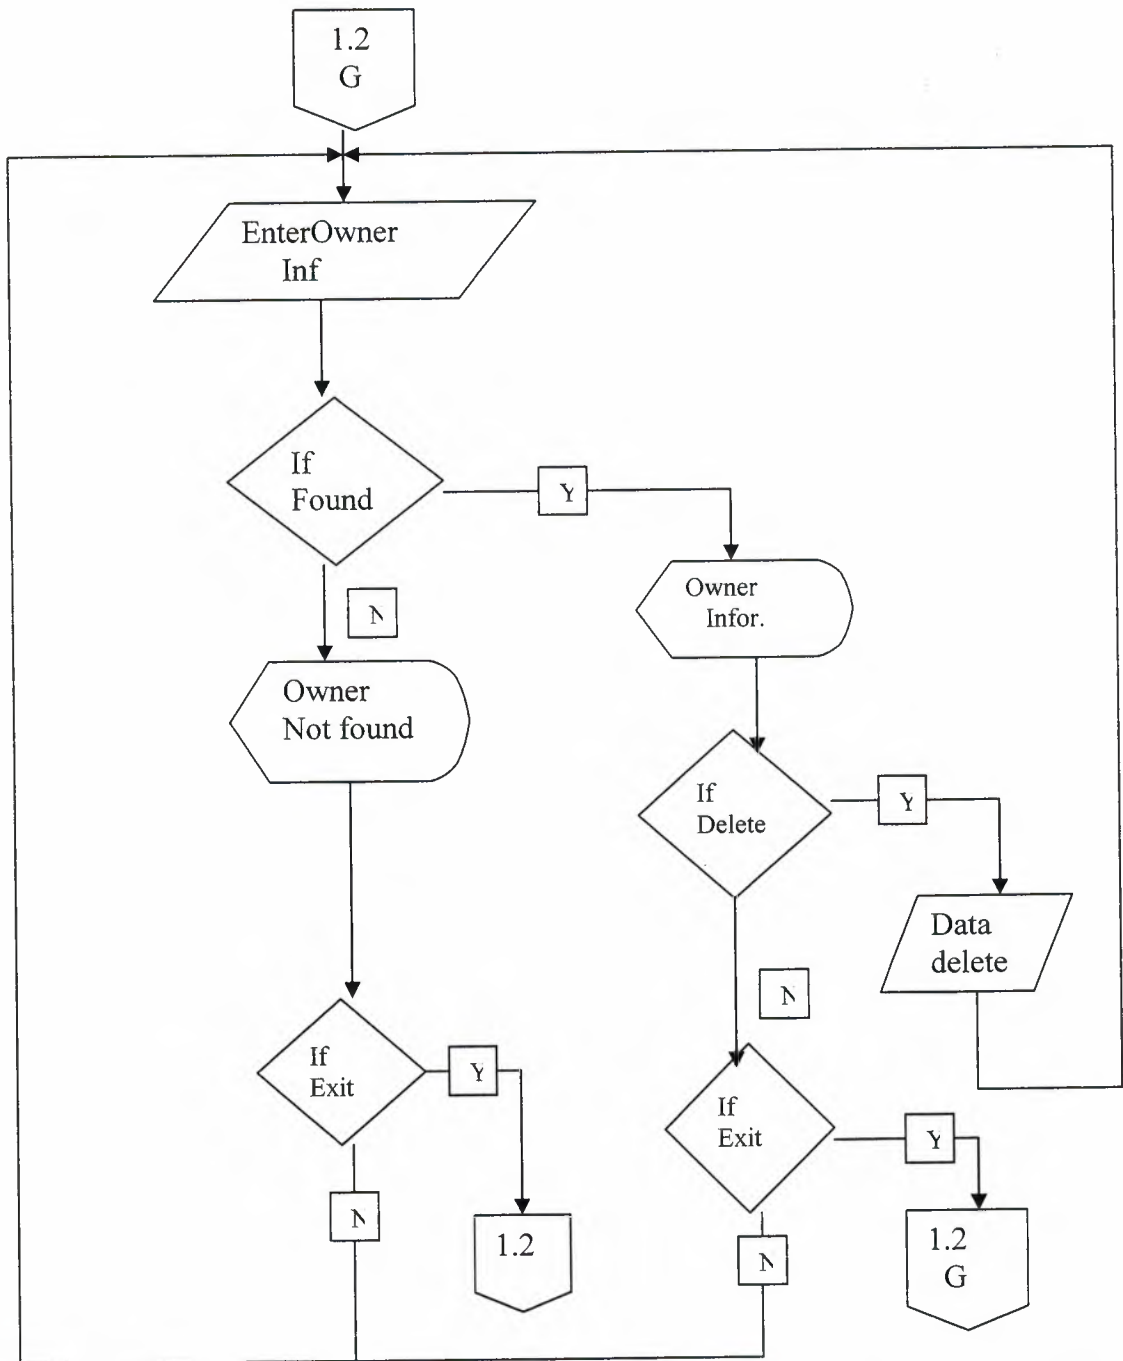 1.2
G
EnterOwner
Inf
If
Found
Y
N
Owner
Infor.
Owner
Not found
If
Delete
Y
Data
delete
N
If
Exit
Y
If
Exit
Y
N
1.2
N
1.2
G